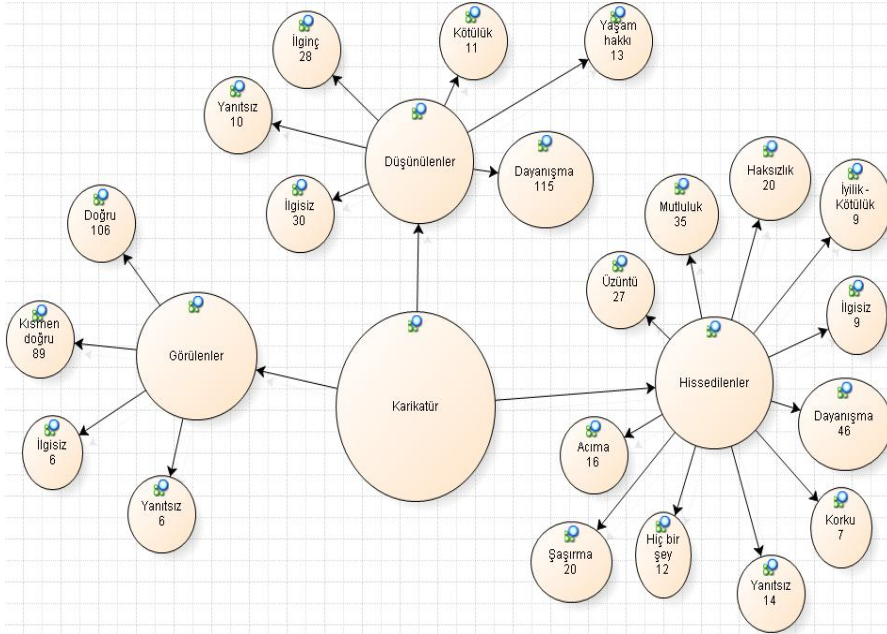 İlginç
28
Kötülük
11
Yaşam
hakkı
13
Yanıtsız
10
Düşünülenler
Dayanışma
115
İlgisiz
30
Doğru
106
Kısmen
doğru
89
Görülenler
İlgisiz
6
Yanıtsız
6
Karikatür
Mutluluk
35
Haksızlık
20
İyilik-
Kötülük
9
Üzüntü
27
İlgisiz
9
Hissedilenler
Dayanışma
46
Acıma
16
Korku
7
Şaşırma
20
Hiç bir
şey
12
Yanıtsız
14